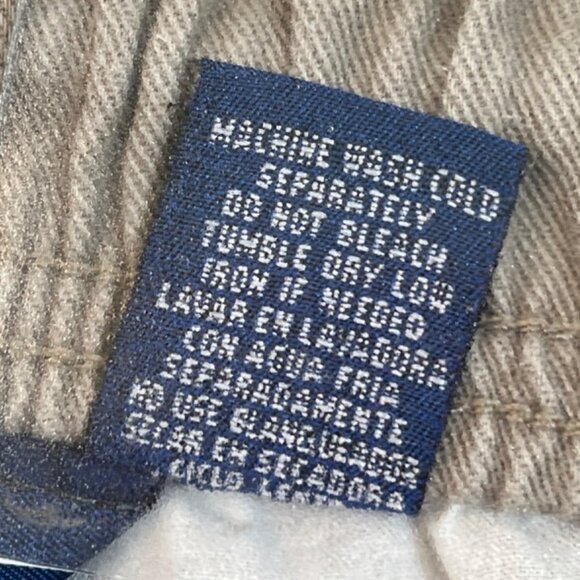 MACHINE WASH COLD
SEPARATELY
DO NOT BLEACH
TUMBLE DRY LOW
IRON IF NEEDED
LAVAR EN LAVADORA
CON AGUA FRIA
SEPARADAMENTE
NO USE BLANQUEADOR
SECAR EN SECADORA
CICLO